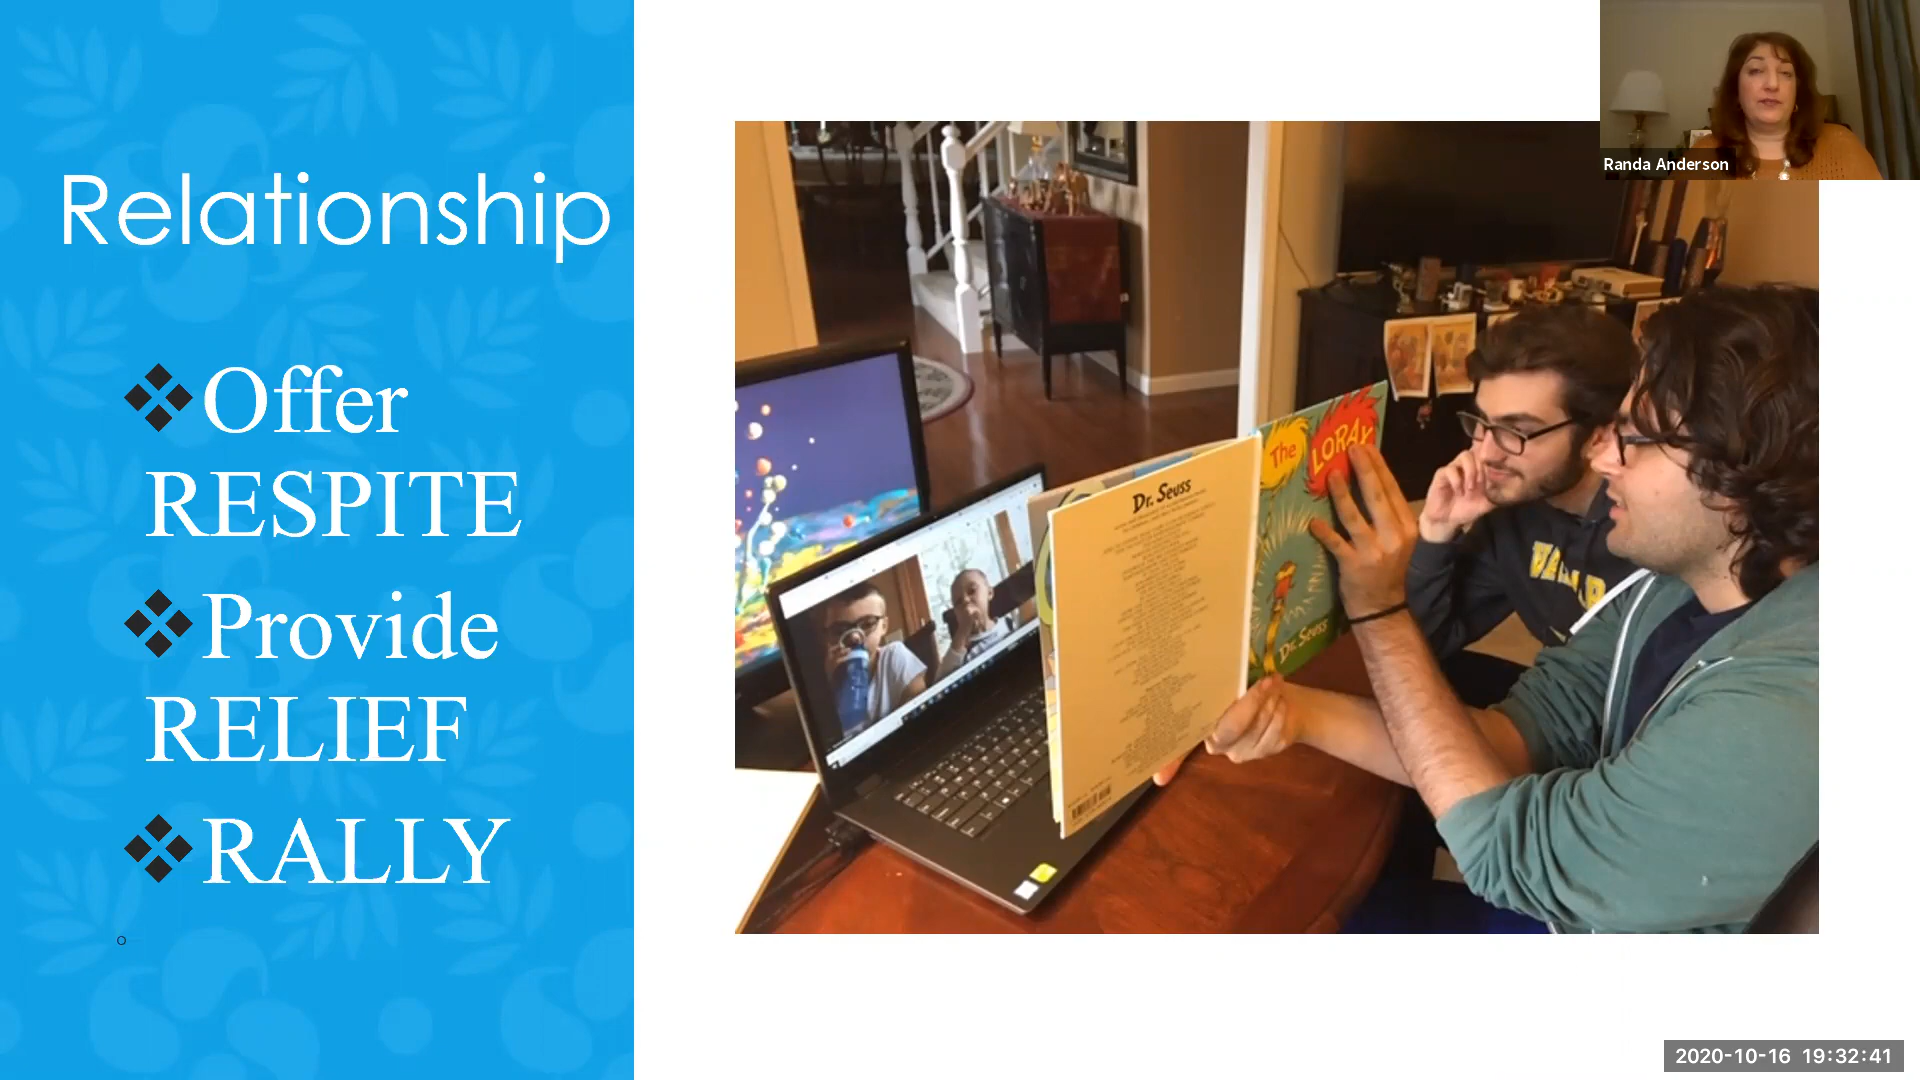 Relationship
❖Offer
RESPITE
❖Provide
RELIEF
❖RALLY
Randa Anderson
The
LORAX
Dr. Seuss
Dr. Seuss
2020-10-16 19:32:41